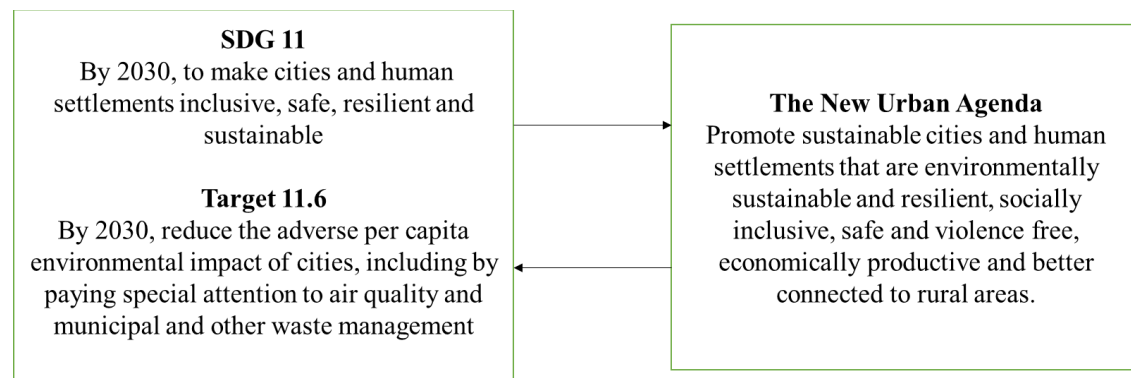 SDG 11
By 2030, to make cities and human
settlements inclusive, safe, resilient and
sustainable
Target 11.6
By 2030, reduce the adverse per capita
environmental impact of cities, including by
paying special attention to air quality and
municipal and other waste management
The New Urban Agenda
Promote sustainable cities and human
settlements that are environmentally
sustainable and resilient, socially
inclusive, safe and violence free,
economically productive and better
connected to rural areas.